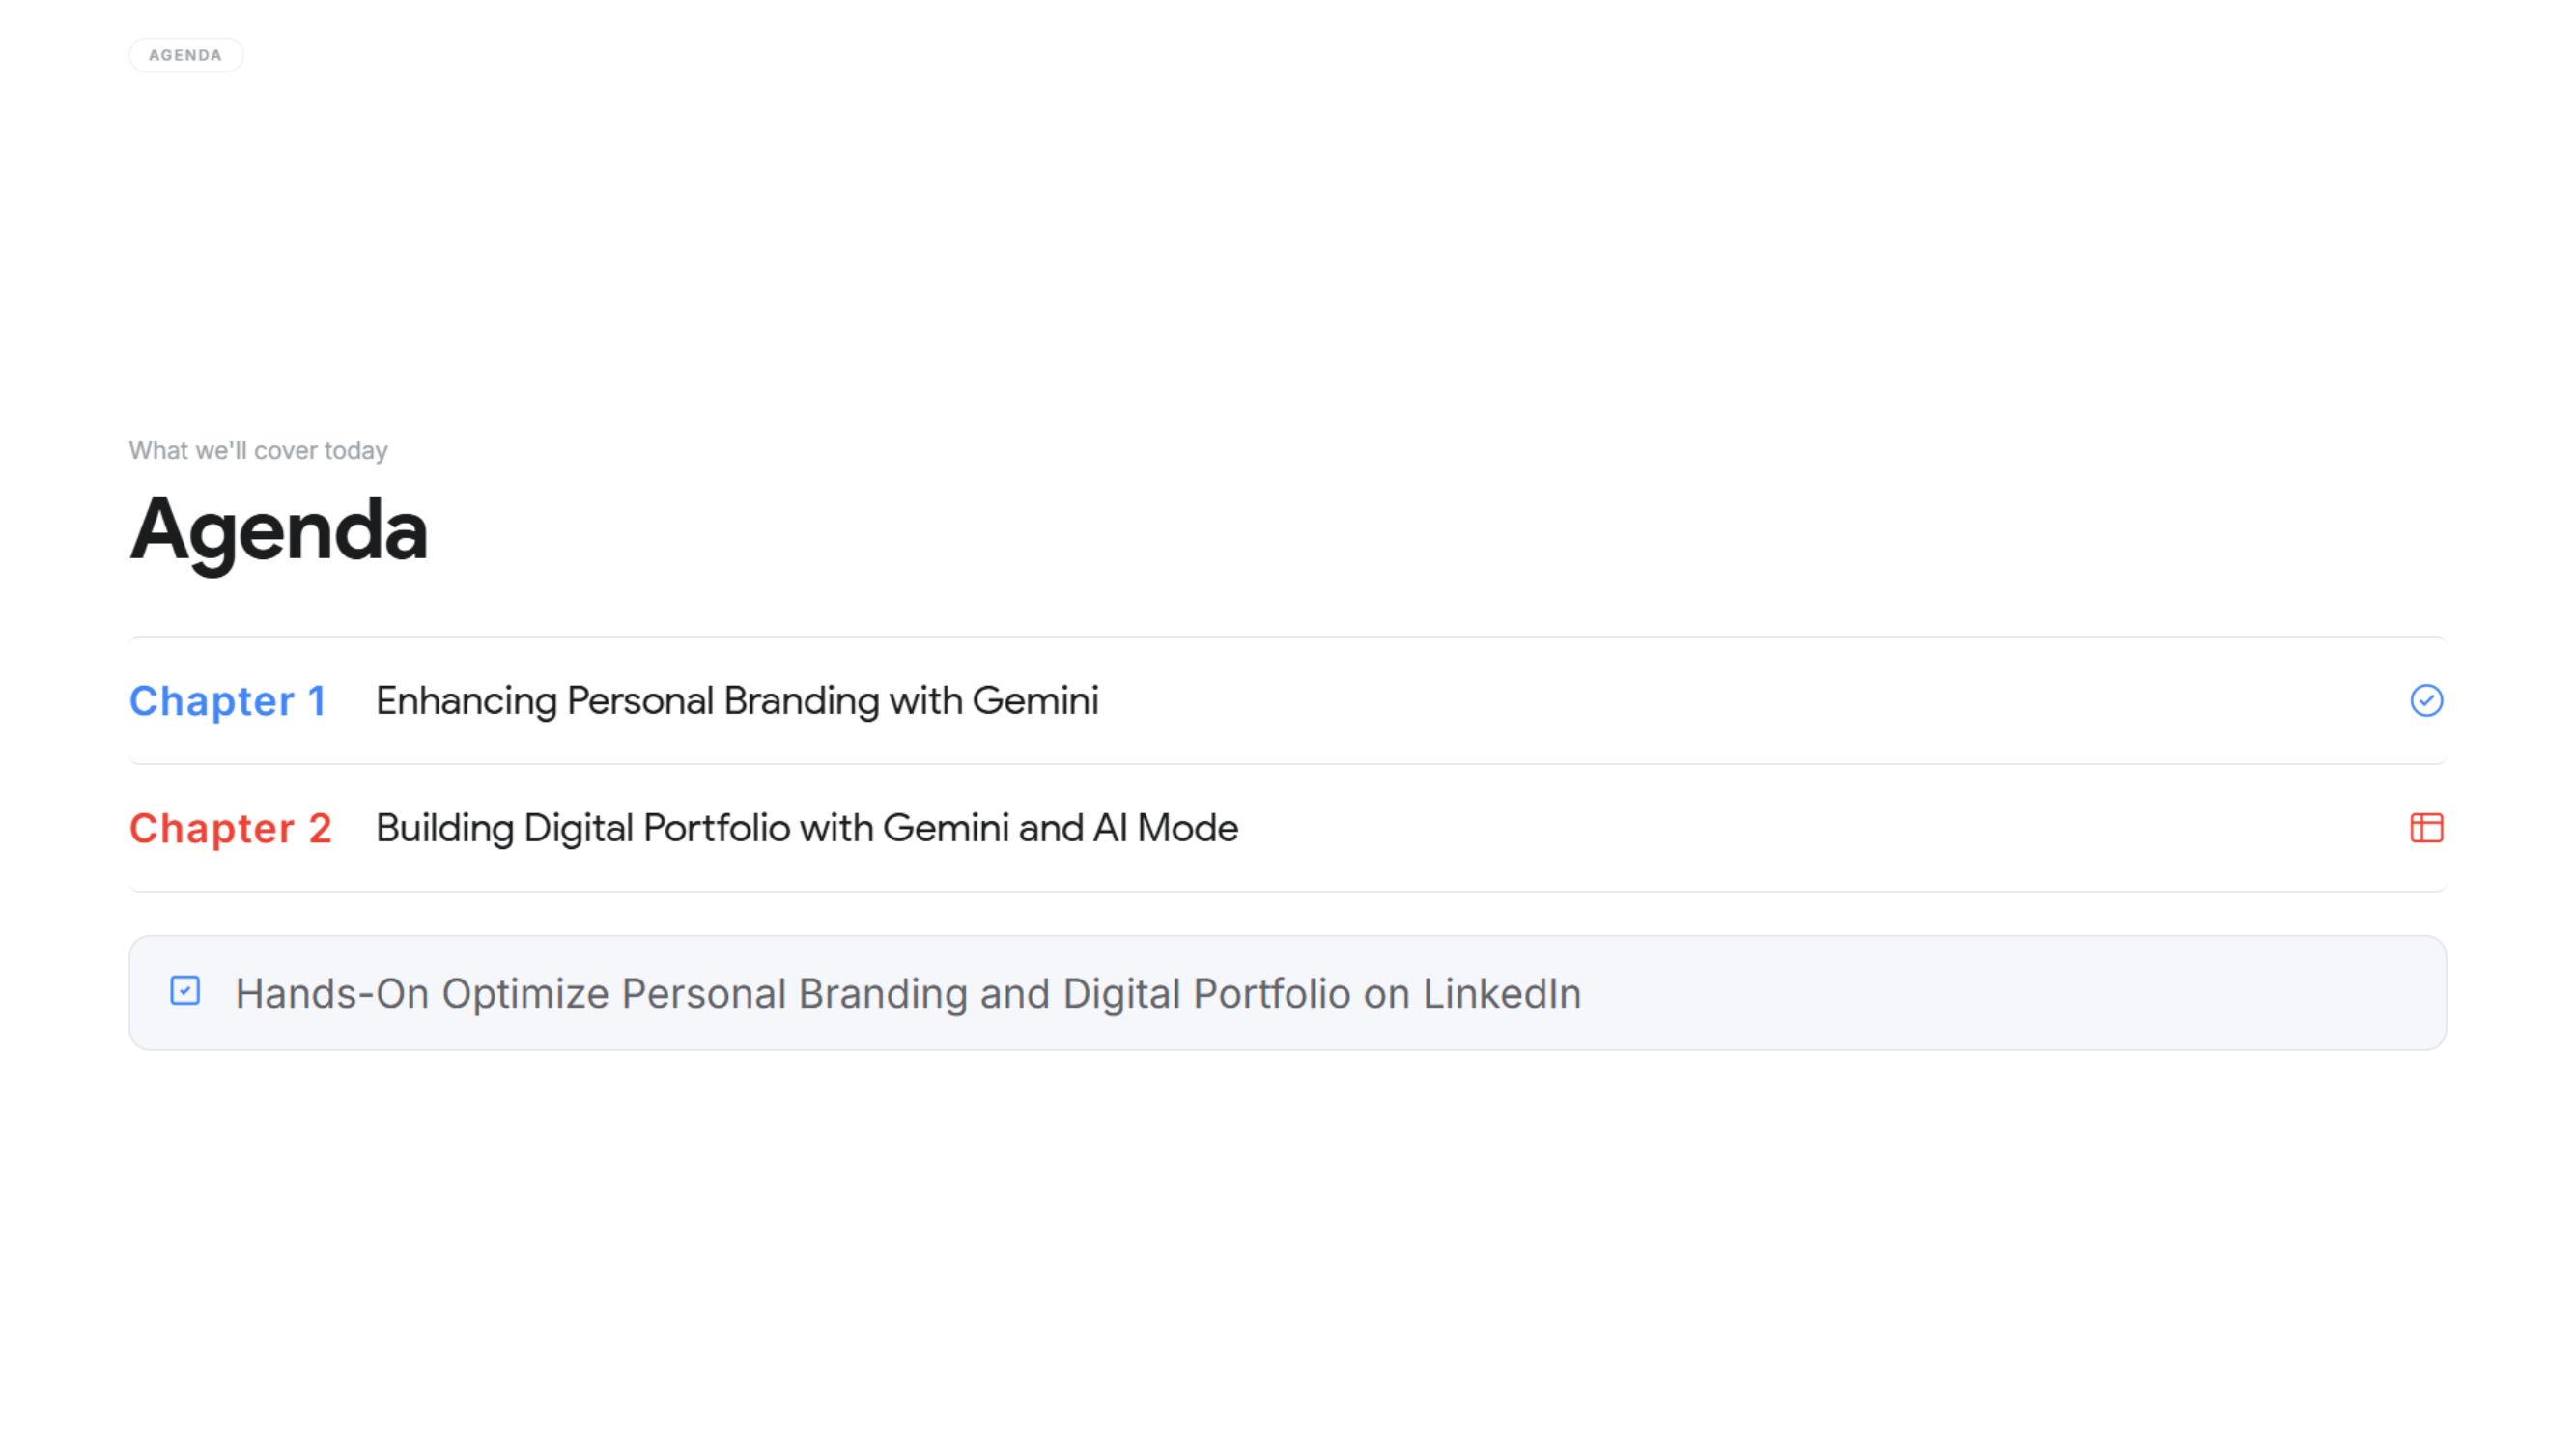 AGENDA
What we'll cover today
Agenda
Chapter 1 Enhancing Personal Branding with Gemini
Chapter 2 Building Digital Portfolio with Gemini and AI Mode
Hands-On Optimize Personal Branding and Digital Portfolio on LinkedIn